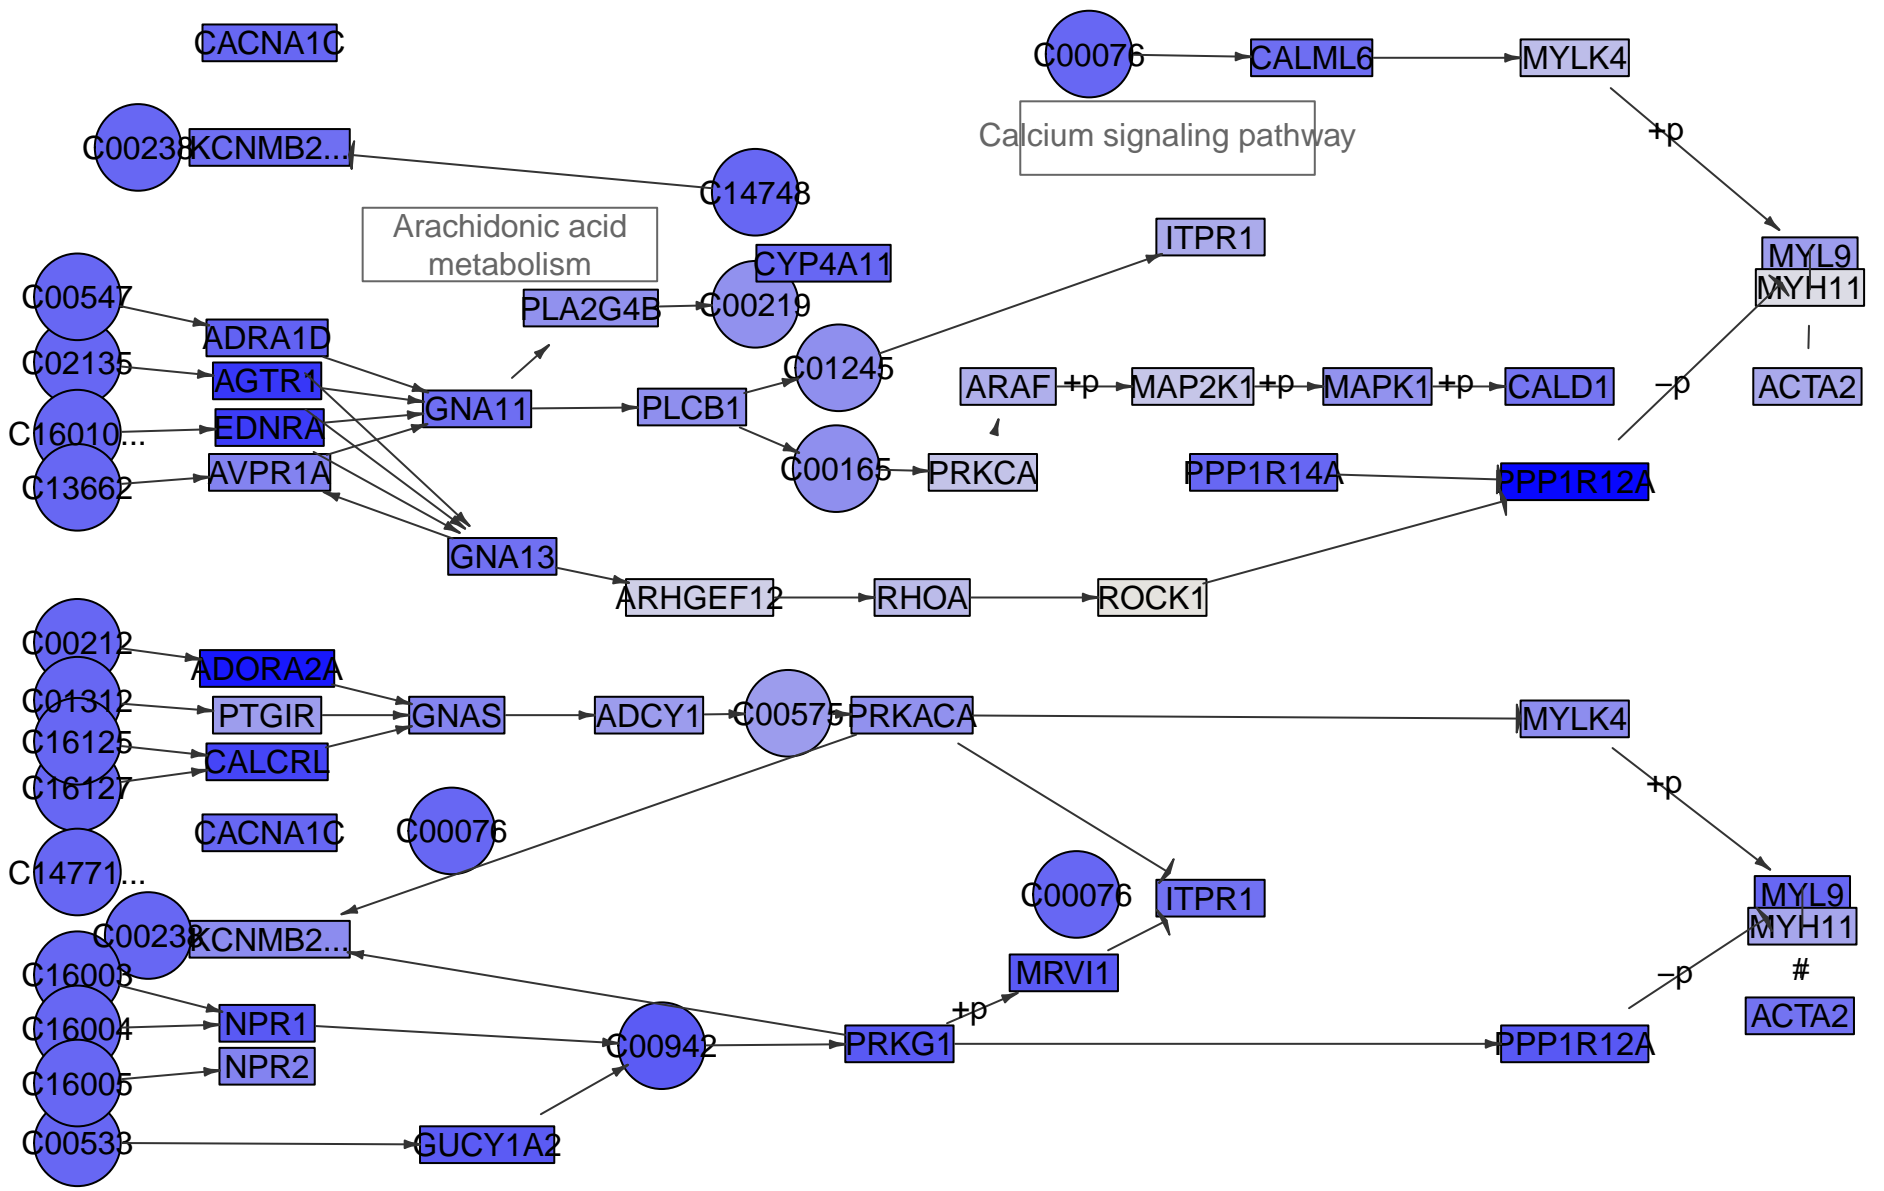 CACNA1C
C00076
CALML6
MYLK4
+p
Calcium signaling pathway
C00238
KCNMB2...
C14748
Arachidonic acid
metabolism
ITPR1
CYP4A11
MYL9
MYH11
C00547
PLA2G4B
C00219
ADRA1D
C02135
AGTR1
C01245
ARAF
+p
MAP2K1
+p
MAPK1
+p
CALD1
–p
ACTA2
GNA11
PLCB1
C16010...
EDNRA
AVPR1A
C13662
C00165
PRKCA
PPP1R14A
PPP1R12A
GNA13
ARHGEF12
RHOA
ROCK1
C00212
ADORA2A
C01312
PTGIR
GNAS
ADCY1
C00575
PRKACA
MYLK4
C16125
CALCRL
C16127
+p
CACNA1C
C00076
C14771...
C00076
ITPR1
MYL9
MYH11
C00238
KCNMB2...
C16003
MRVI1
–p
#
+p
ACTA2
C16004
NPR1
C00942
PRKG1
PPP1R12A
NPR2
C16005
C00533
GUCY1A2